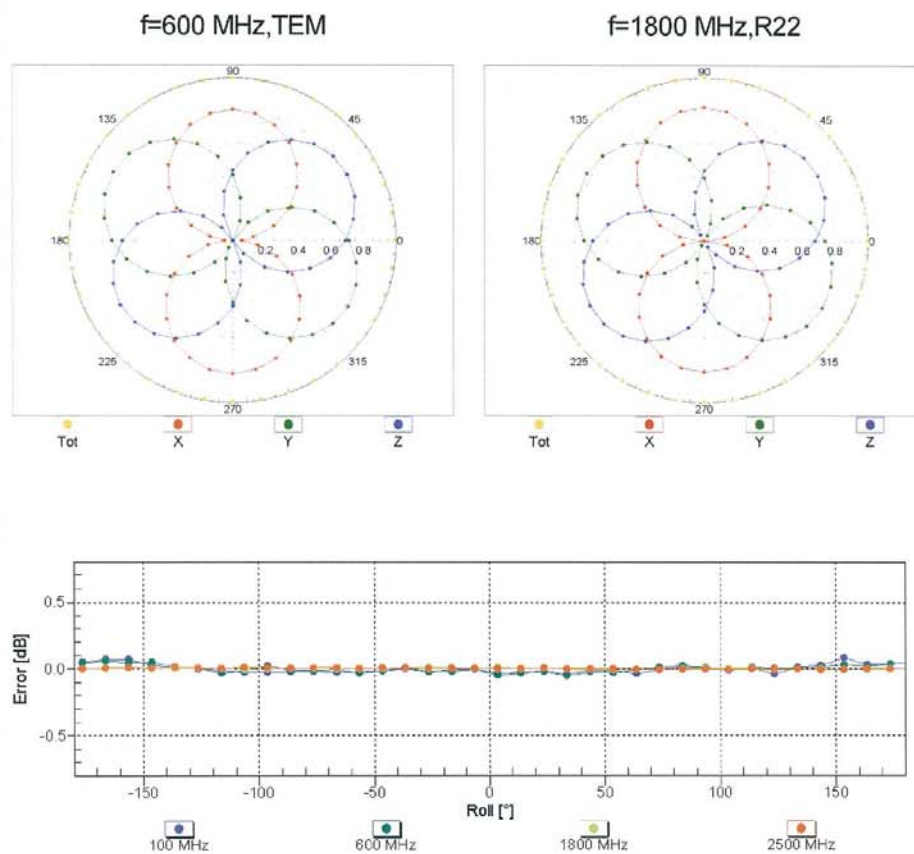 f=600 MHz,TEM
f=1800 MHz,R22
90
135
45
180
0.2 0.4 0.6 0.8
0
225
315
270
Tot X Y Z
90
135
45
180
0.2 0.4 0.6 0.8
0
225
315
270
Tot X Y Z
Error [dB]
0.5
0.0
-0.5
-150 -100 -50 0 50 100 150
Roll [°]
100 MHz 600 MHz 1800 MHz 2500 MHz